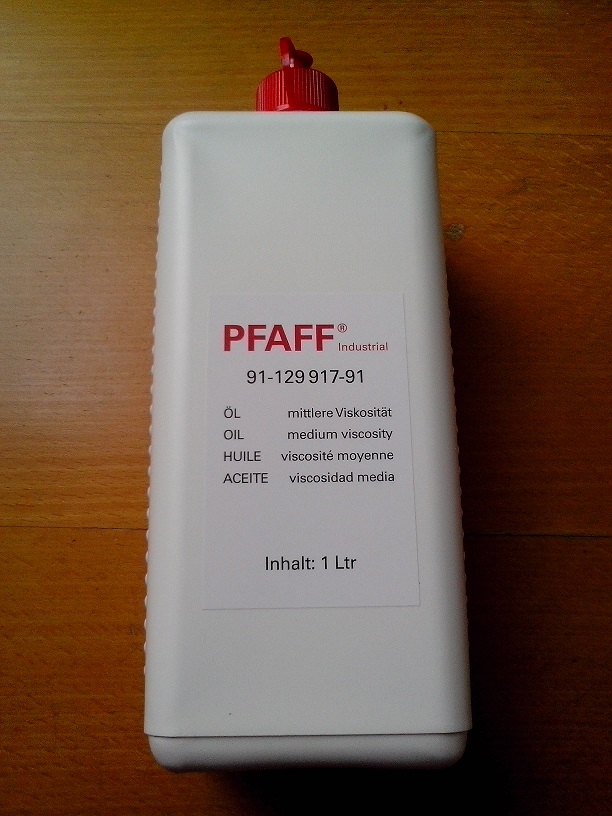 PFAFF® Industrial
91-129 917-91
ÖL mittlere Viskosität
OIL medium viscosity
HUILE viscosité moyenne
ACEITE viscosidad media
Inhalt: 1 Ltr